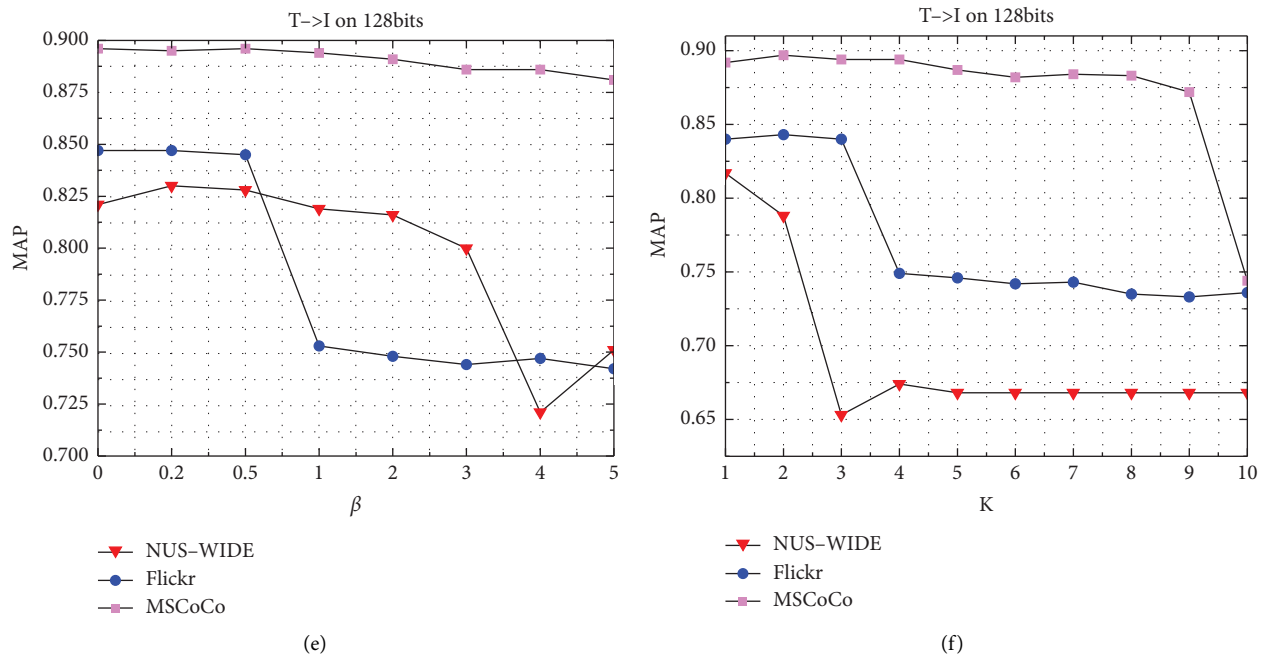 T–>I on 128bits
0.900
0.875
0.850
0.825
0.800
0.775
0.750
0.725
0.700
MAP
0 0.2 0.5 1 2 3 4 5
β
NUS–WIDE
Flickr
MSCoCo
(e)
T–>I on 128bits
0.90
0.85
0.80
0.75
0.70
0.65
MAP
1 2 3 4 5 6 7 8 9 10
K
NUS–WIDE
Flickr
MSCoCo
(f)